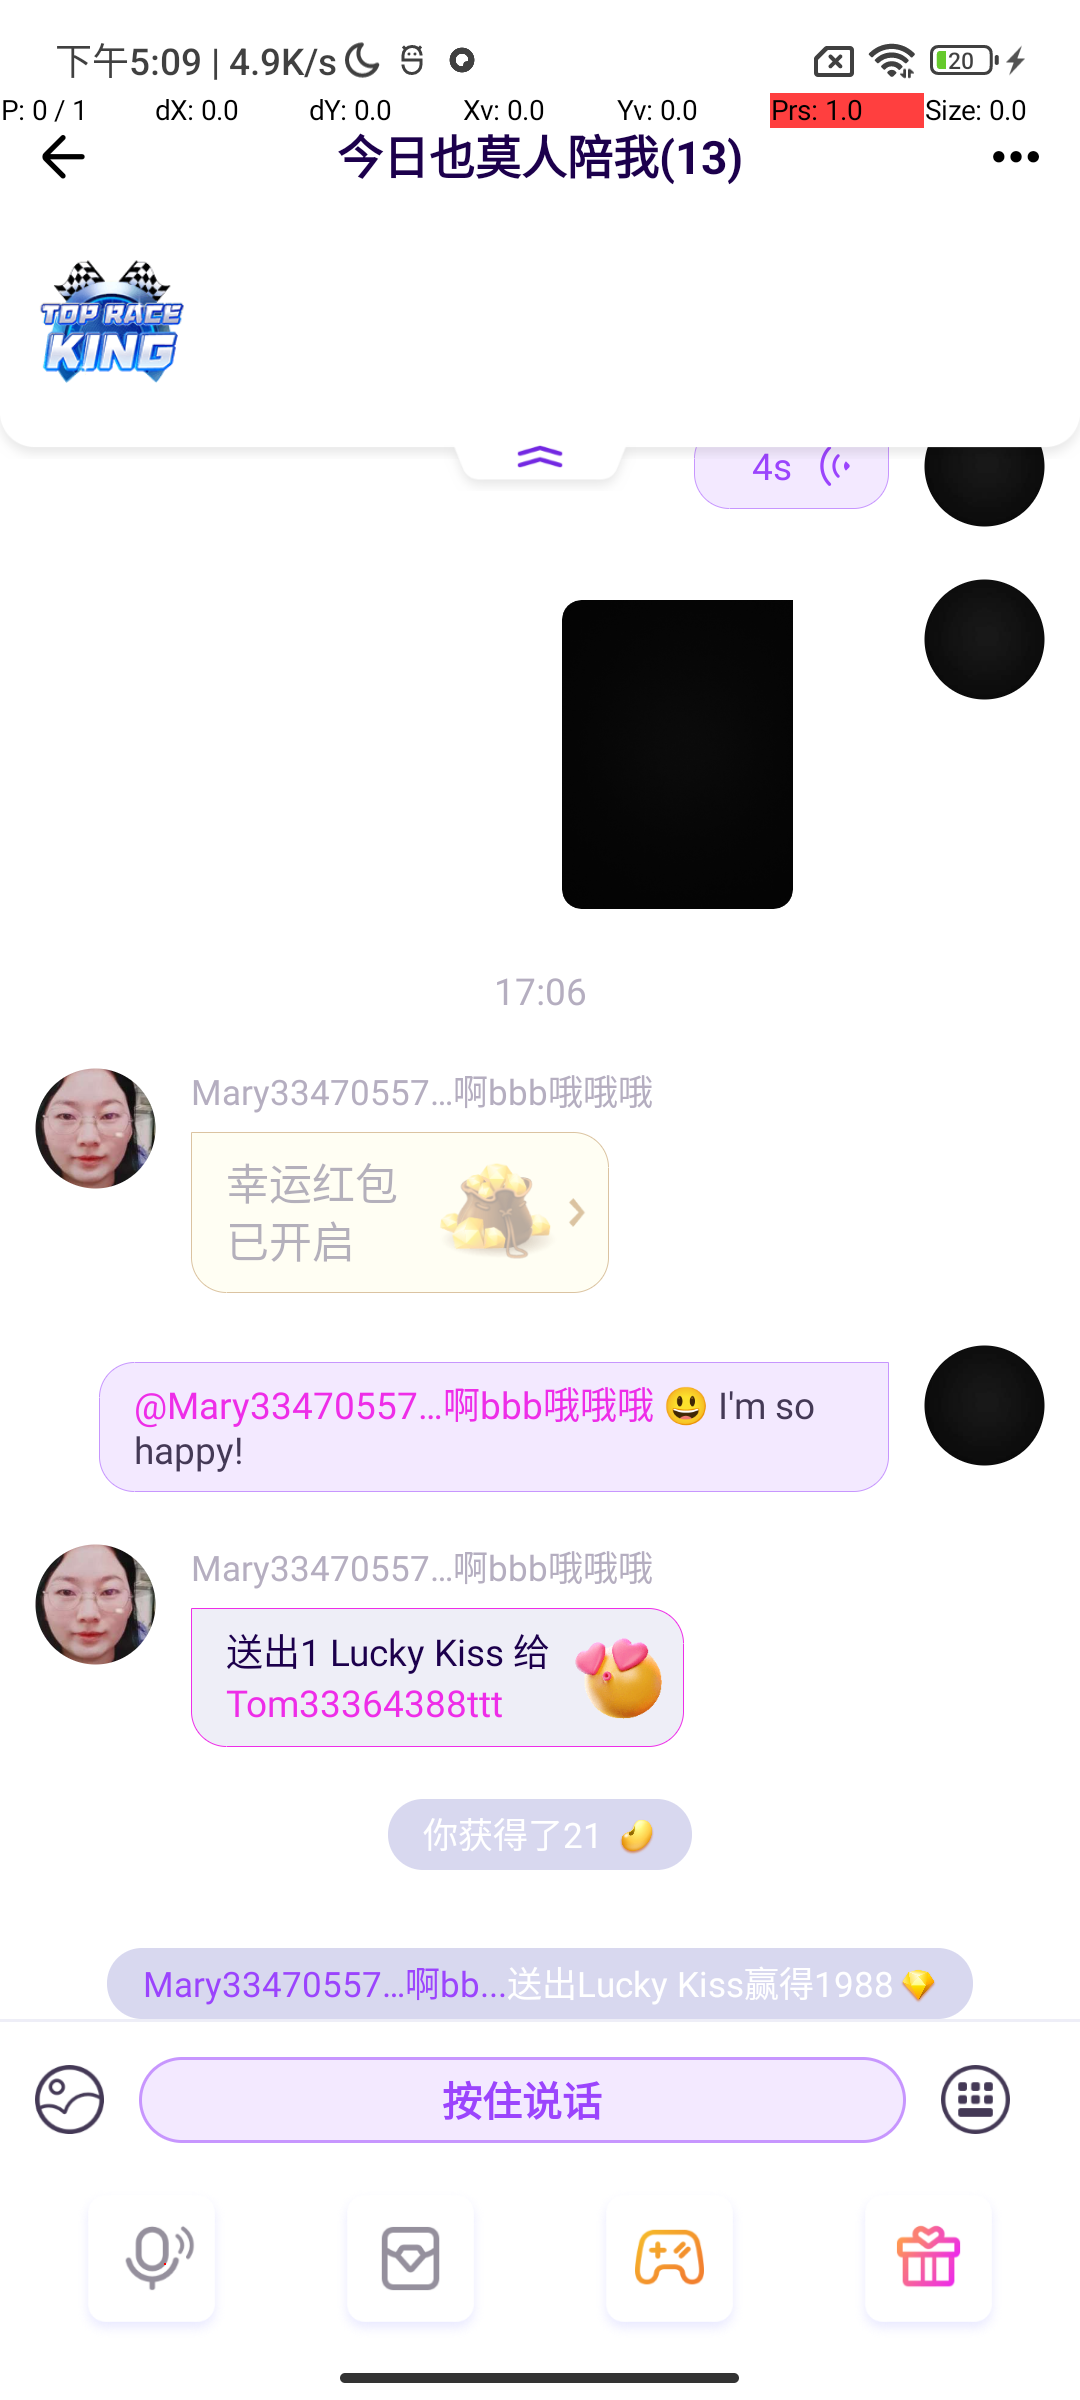 下午5:09 | 4.9K/s
20
P: 0 / 1 dX: 0.0 dY: 0.0 Xv: 0.0 Yv: 0.0 Prs: 1.0 Size: 0.0
今日也莫人陪我(13)
TOP RACE
KING
4s
17:06
Mary33470557...啊bbb哦哦哦
幸运红包
已开启
@Mary33470557...啊bbb哦哦哦 😃 I'm so
happy!
Mary33470557...啊bbb哦哦哦
送出1 Lucky Kiss 给
Tom33364388ttt
你获得了21
Mary33470557...啊bb...送出Lucky Kiss赢得1988
按住说话